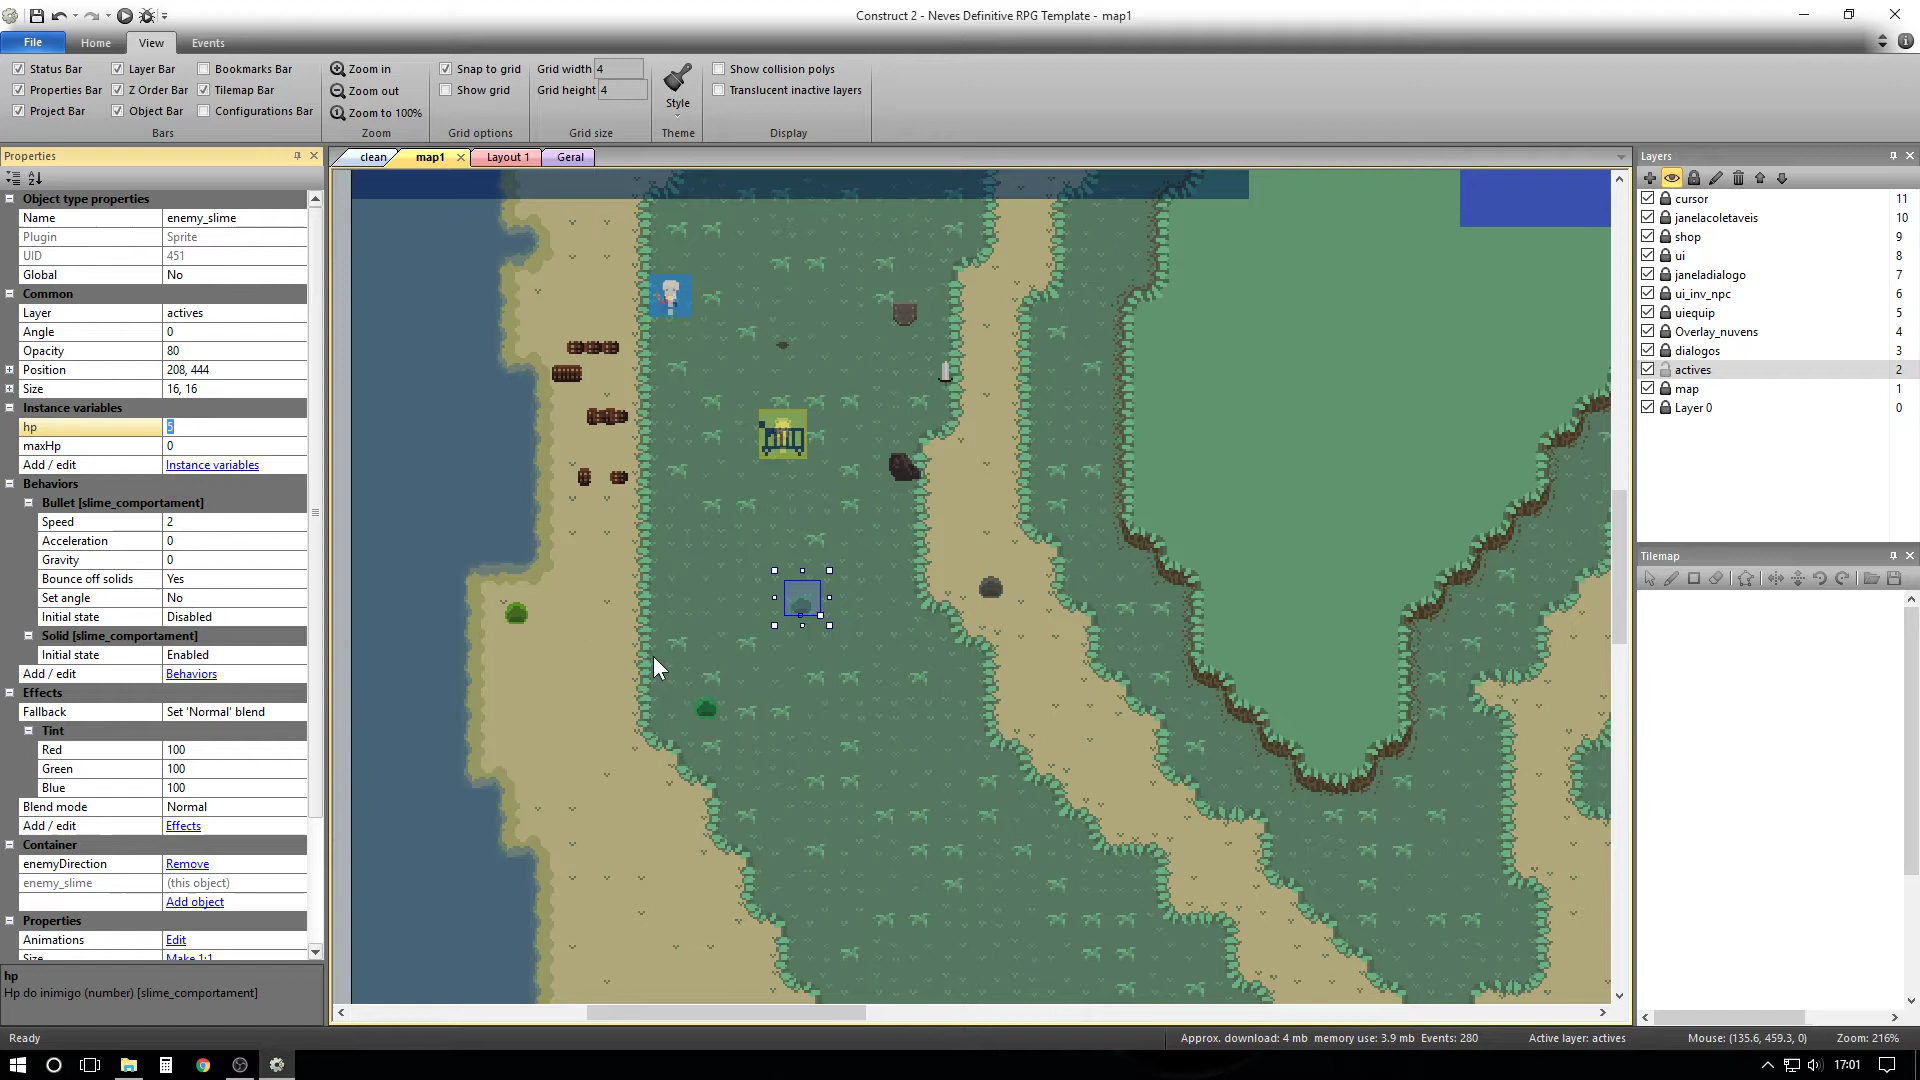 Construct 2 - Neves Definitive RPG Template - map1
File Home View Events
Status Bar Layer Bar Bookmarks Bar Zoom in Snap to grid Grid width 4 Show collision polys
Properties Bar Z Order Bar Tilemap Bar Zoom out Show grid Grid height 4 Style Translucent inactive layers
Project Bar Object Bar Configurations Bar Zoom to 100%
Bars Zoom Grid options Grid size Theme Display
Properties
clean map1 Layout 1 Geral
Object type properties
Name enemy_slime
Plugin Sprite
UID 451
Global No
Common
Layer actives
Angle 0
Opacity 80
Position 208, 444
Size 16, 16
Instance variables
hp 5
maxHp 0
Add / edit Instance variables
Behaviors
Bullet [slime_comportament]
Speed 2
Acceleration 0
Gravity 0
Bounce off solids Yes
Set angle No
Initial state Disabled
Solid [slime_comportament]
Initial state Enabled
Add / edit Behaviors
Effects
Fallback Set 'Normal' blend
Tint
Red 100
Green 100
Blue 100
Blend mode Normal
Add / edit Effects
Container
enemyDirection Remove
enemy_slime (this object)
Add object
Properties
Animations Edit
Size Make 1:1
hp
Hp do inimigo (number) [slime_comportament]
Layers
cursor 11
janelacoletaveis 10
shop 9
ui 8
janeladialogo 7
ui_inv_npc 6
uiequip 5
Overlay_nuvens 4
dialogos 3
actives 2
map 1
Layer 0 0
Tilemap
Ready Approx. download: 4 mb memory use: 3.9 mb Events: 280 Active layer: actives Mouse: (135.6, 459.3, 0) Zoom: 216%
17:01